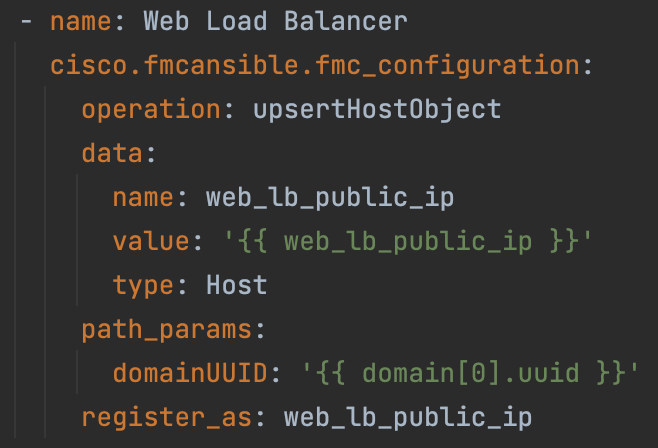 - name: Web Load Balancer
  cisco.fmcansible.fmc_configuration:
    operation: upsertHostObject
    data:
      name: web_lb_public_ip
      value: '{{ web_lb_public_ip }}'
      type: Host
    path_params:
      domainUUID: '{{ domain[0].uuid }}'
    register_as: web_lb_public_ip